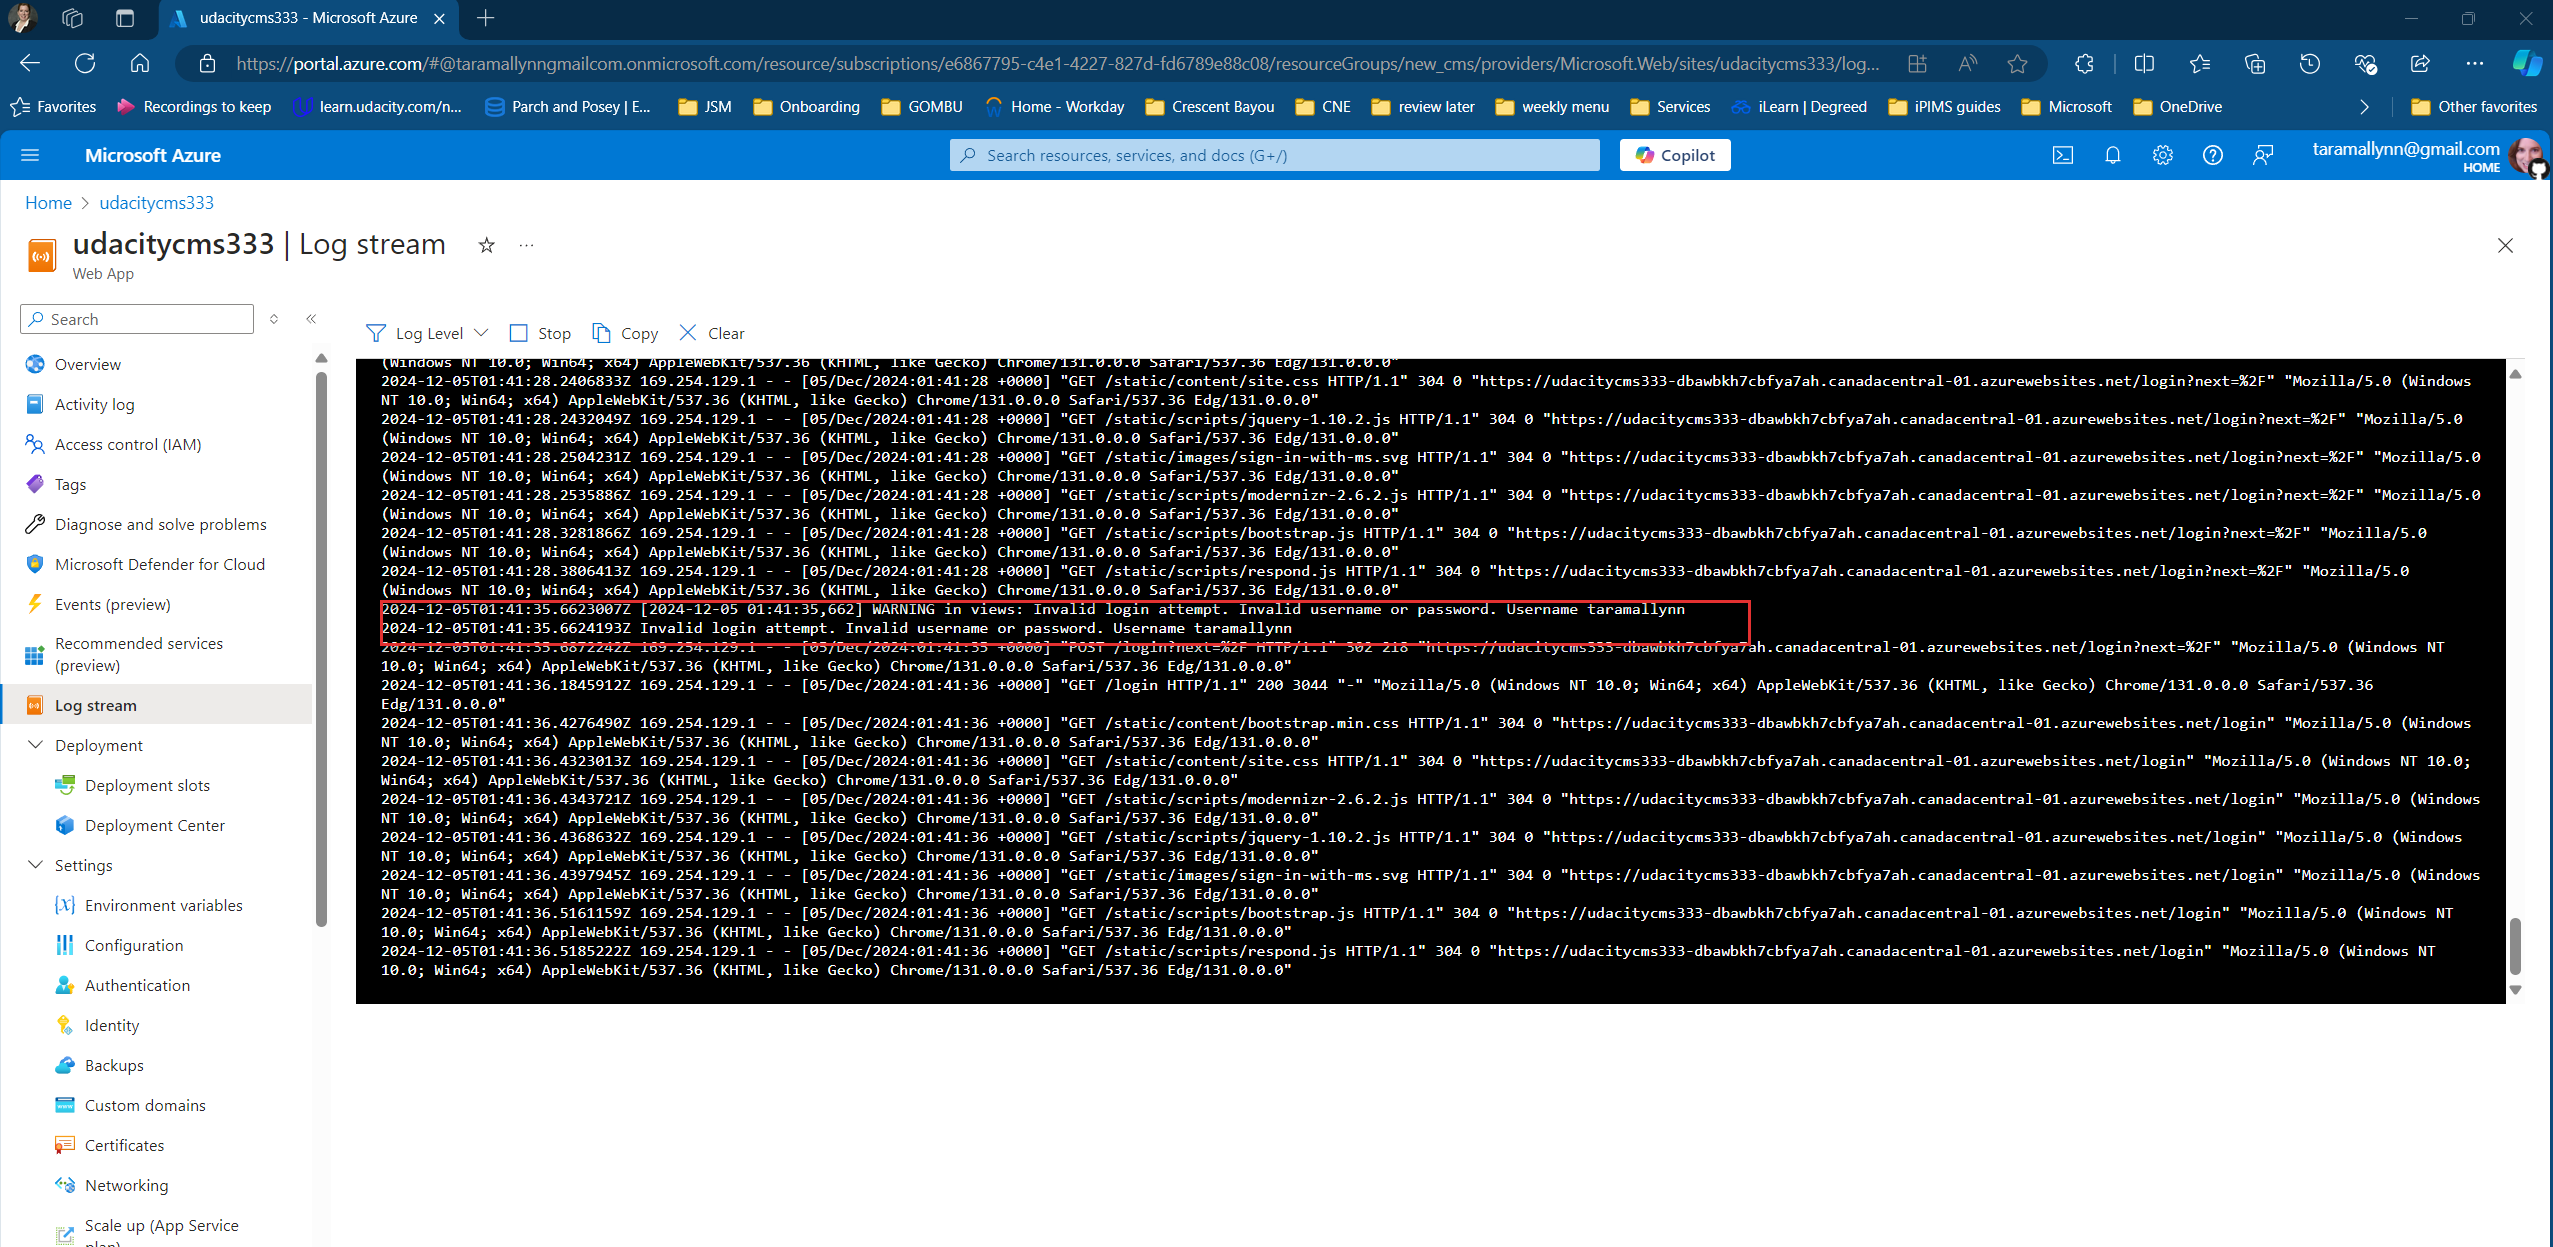 udacitycms333 - Microsoft Azure
https://portal.azure.com/#@taramallynngmailcom.onmicrosoft.com/resource/subscriptions/e6867795-c4e1-4227-827d-fd6789e88c08/resourceGroups/new_cms/providers/Microsoft.Web/sites/udacitycms333/log...
Favorites Recordings to keep learn.udacity.com/n... Parch and Posey | E... JSM Onboarding GOMBU Home - Workday Crescent Bayou CNE review later weekly menu Services iLearn | Degreed iPIMS guides Microsoft OneDrive Other favorites
Microsoft Azure
Search resources, services, and docs (G+/)
Copilot
taramallynn@gmail.com
HOME
Home > udacitycms333
udacitycms333 | Log stream
Web App
Search
Overview
Activity log
Access control (IAM)
Tags
Diagnose and solve problems
Microsoft Defender for Cloud
Events (preview)
Recommended services
(preview)
Log stream
Deployment
Deployment slots
Deployment Center
Settings
Environment variables
Configuration
Authentication
Identity
Backups
Custom domains
Certificates
Networking
Scale up (App Service
plan)
Log Level Stop Copy Clear
(Windows NT 10.0; Win64; x64) AppleWebKit/537.36 (KHTML, like Gecko) Chrome/131.0.0.0 Safari/537.36 Edg/131.0.0.0"
2024-12-05T01:41:28.2406833Z 169.254.129.1 - - [05/Dec/2024:01:41:28 +0000] "GET /static/content/site.css HTTP/1.1" 304 0 "https://udacitycms333-dbawbkh7cbfya7ah.canadacentral-01.azurewebsites.net/login?next=%2F" "Mozilla/5.0 (Windows
NT 10.0; Win64; x64) AppleWebKit/537.36 (KHTML, like Gecko) Chrome/131.0.0.0 Safari/537.36 Edg/131.0.0.0"
2024-12-05T01:41:28.2432049Z 169.254.129.1 - - [05/Dec/2024:01:41:28 +0000] "GET /static/scripts/jquery-1.10.2.js HTTP/1.1" 304 0 "https://udacitycms333-dbawbkh7cbfya7ah.canadacentral-01.azurewebsites.net/login?next=%2F" "Mozilla/5.0
(Windows NT 10.0; Win64; x64) AppleWebKit/537.36 (KHTML, like Gecko) Chrome/131.0.0.0 Safari/537.36 Edg/131.0.0.0"
2024-12-05T01:41:28.2504231Z 169.254.129.1 - - [05/Dec/2024:01:41:28 +0000] "GET /static/images/sign-in-with-ms.svg HTTP/1.1" 304 0 "https://udacitycms333-dbawbkh7cbfya7ah.canadacentral-01.azurewebsites.net/login?next=%2F" "Mozilla/5.0
(Windows NT 10.0; Win64; x64) AppleWebKit/537.36 (KHTML, like Gecko) Chrome/131.0.0.0 Safari/537.36 Edg/131.0.0.0"
2024-12-05T01:41:28.2535886Z 169.254.129.1 - - [05/Dec/2024:01:41:28 +0000] "GET /static/scripts/modernizr-2.6.2.js HTTP/1.1" 304 0 "https://udacitycms333-dbawbkh7cbfya7ah.canadacentral-01.azurewebsites.net/login?next=%2F" "Mozilla/5.0
(Windows NT 10.0; Win64; x64) AppleWebKit/537.36 (KHTML, like Gecko) Chrome/131.0.0.0 Safari/537.36 Edg/131.0.0.0"
2024-12-05T01:41:28.3281866Z 169.254.129.1 - - [05/Dec/2024:01:41:28 +0000] "GET /static/scripts/bootstrap.js HTTP/1.1" 304 0 "https://udacitycms333-dbawbkh7cbfya7ah.canadacentral-01.azurewebsites.net/login?next=%2F" "Mozilla/5.0
(Windows NT 10.0; Win64; x64) AppleWebKit/537.36 (KHTML, like Gecko) Chrome/131.0.0.0 Safari/537.36 Edg/131.0.0.0"
2024-12-05T01:41:28.3806413Z 169.254.129.1 - - [05/Dec/2024:01:41:28 +0000] "GET /static/scripts/respond.js HTTP/1.1" 304 0 "https://udacitycms333-dbawbkh7cbfya7ah.canadacentral-01.azurewebsites.net/login?next=%2F" "Mozilla/5.0
(Windows NT 10.0; Win64; x64) AppleWebKit/537.36 (KHTML, like Gecko) Chrome/131.0.0.0 Safari/537.36 Edg/131.0.0.0"
2024-12-05T01:41:35.6623007Z [2024-12-05 01:41:35,662] WARNING in views: Invalid login attempt. Invalid username or password. Username taramallynn
2024-12-05T01:41:35.6624193Z Invalid login attempt. Invalid username or password. Username taramallynn
2024-12-05T01:41:35.6872242Z 169.254.129.1 - - [05/Dec/2024:01:41:35 +0000] "POST /login?next=%2F HTTP/1.1" 302 218 "https://udacitycms333-dbawbkh7cbfya7ah.canadacentral-01.azurewebsites.net/login?next=%2F" "Mozilla/5.0 (Windows NT
10.0; Win64; x64) AppleWebKit/537.36 (KHTML, like Gecko) Chrome/131.0.0.0 Safari/537.36 Edg/131.0.0.0"
2024-12-05T01:41:36.1845912Z 169.254.129.1 - - [05/Dec/2024:01:41:36 +0000] "GET /login HTTP/1.1" 200 3044 "-" "Mozilla/5.0 (Windows NT 10.0; Win64; x64) AppleWebKit/537.36 (KHTML, like Gecko) Chrome/131.0.0.0 Safari/537.36
Edg/131.0.0.0"
2024-12-05T01:41:36.4276490Z 169.254.129.1 - - [05/Dec/2024:01:41:36 +0000] "GET /static/content/bootstrap.min.css HTTP/1.1" 304 0 "https://udacitycms333-dbawbkh7cbfya7ah.canadacentral-01.azurewebsites.net/login" "Mozilla/5.0 (Windows
NT 10.0; Win64; x64) AppleWebKit/537.36 (KHTML, like Gecko) Chrome/131.0.0.0 Safari/537.36 Edg/131.0.0.0"
2024-12-05T01:41:36.4323013Z 169.254.129.1 - - [05/Dec/2024:01:41:36 +0000] "GET /static/content/site.css HTTP/1.1" 304 0 "https://udacitycms333-dbawbkh7cbfya7ah.canadacentral-01.azurewebsites.net/login" "Mozilla/5.0 (Windows NT 10.0;
Win64; x64) AppleWebKit/537.36 (KHTML, like Gecko) Chrome/131.0.0.0 Safari/537.36 Edg/131.0.0.0"
2024-12-05T01:41:36.4343721Z 169.254.129.1 - - [05/Dec/2024:01:41:36 +0000] "GET /static/scripts/modernizr-2.6.2.js HTTP/1.1" 304 0 "https://udacitycms333-dbawbkh7cbfya7ah.canadacentral-01.azurewebsites.net/login" "Mozilla/5.0 (Windows
NT 10.0; Win64; x64) AppleWebKit/537.36 (KHTML, like Gecko) Chrome/131.0.0.0 Safari/537.36 Edg/131.0.0.0"
2024-12-05T01:41:36.4368632Z 169.254.129.1 - - [05/Dec/2024:01:41:36 +0000] "GET /static/scripts/jquery-1.10.2.js HTTP/1.1" 304 0 "https://udacitycms333-dbawbkh7cbfya7ah.canadacentral-01.azurewebsites.net/login" "Mozilla/5.0 (Windows
NT 10.0; Win64; x64) AppleWebKit/537.36 (KHTML, like Gecko) Chrome/131.0.0.0 Safari/537.36 Edg/131.0.0.0"
2024-12-05T01:41:36.4397945Z 169.254.129.1 - - [05/Dec/2024:01:41:36 +0000] "GET /static/images/sign-in-with-ms.svg HTTP/1.1" 304 0 "https://udacitycms333-dbawbkh7cbfya7ah.canadacentral-01.azurewebsites.net/login" "Mozilla/5.0 (Windows
NT 10.0; Win64; x64) AppleWebKit/537.36 (KHTML, like Gecko) Chrome/131.0.0.0 Safari/537.36 Edg/131.0.0.0"
2024-12-05T01:41:36.5161159Z 169.254.129.1 - - [05/Dec/2024:01:41:36 +0000] "GET /static/scripts/bootstrap.js HTTP/1.1" 304 0 "https://udacitycms333-dbawbkh7cbfya7ah.canadacentral-01.azurewebsites.net/login" "Mozilla/5.0 (Windows NT
10.0; Win64; x64) AppleWebKit/537.36 (KHTML, like Gecko) Chrome/131.0.0.0 Safari/537.36 Edg/131.0.0.0"
2024-12-05T01:41:36.5185222Z 169.254.129.1 - - [05/Dec/2024:01:41:36 +0000] "GET /static/scripts/respond.js HTTP/1.1" 304 0 "https://udacitycms333-dbawbkh7cbfya7ah.canadacentral-01.azurewebsites.net/login" "Mozilla/5.0 (Windows NT
10.0; Win64; x64) AppleWebKit/537.36 (KHTML, like Gecko) Chrome/131.0.0.0 Safari/537.36 Edg/131.0.0.0"